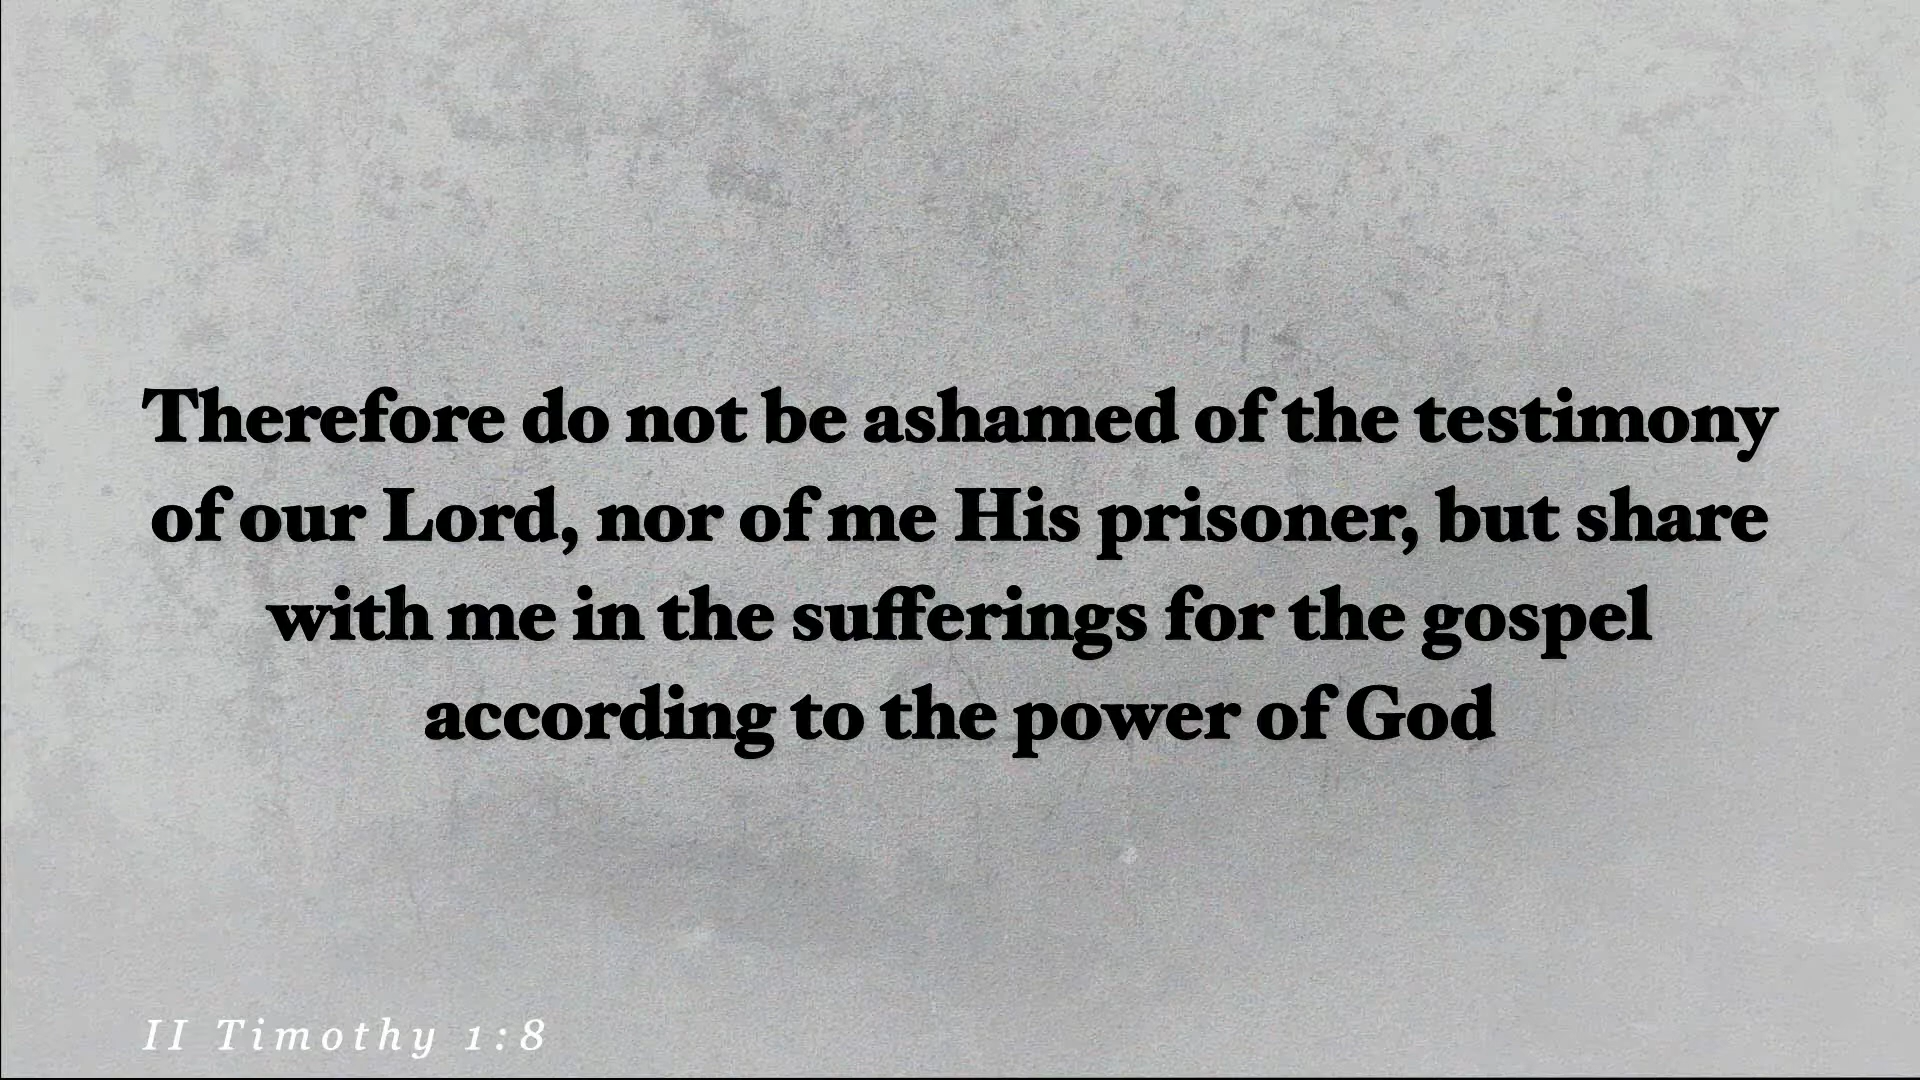 Therefore do not be ashamed of the testimony
of our Lord, nor of me His prisoner, but share
with me in the sufferings for the gospel
according to the power of God
II Timothy 1:8